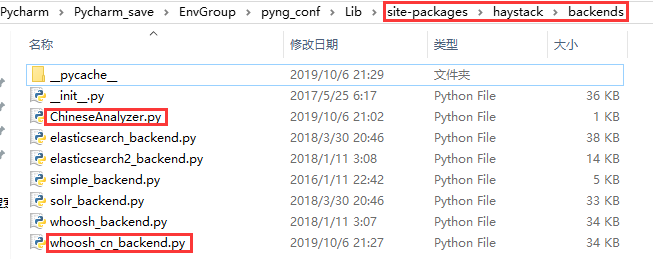 Pycharm > Pycharm_save > EnvGroup > pyng_conf > Lib > site-packages > haystack > backends
名称 修改日期 类型 大小
__pycache__ 2019/10/6 21:29 文件夹
__init__.py 2017/5/25 6:17 Python File 36 KB
ChineseAnalyzer.py 2019/10/6 21:02 Python File 1 KB
elasticsearch_backend.py 2018/3/30 20:46 Python File 38 KB
elasticsearch2_backend.py 2018/1/11 3:08 Python File 14 KB
simple_backend.py 2016/11/11 22:42 Python File 5 KB
solr_backend.py 2018/3/30 20:46 Python File 33 KB
whoosh_backend.py 2018/1/11 3:07 Python File 34 KB
whoosh_cn_backend.py 2019/10/6 21:27 Python File 34 KB